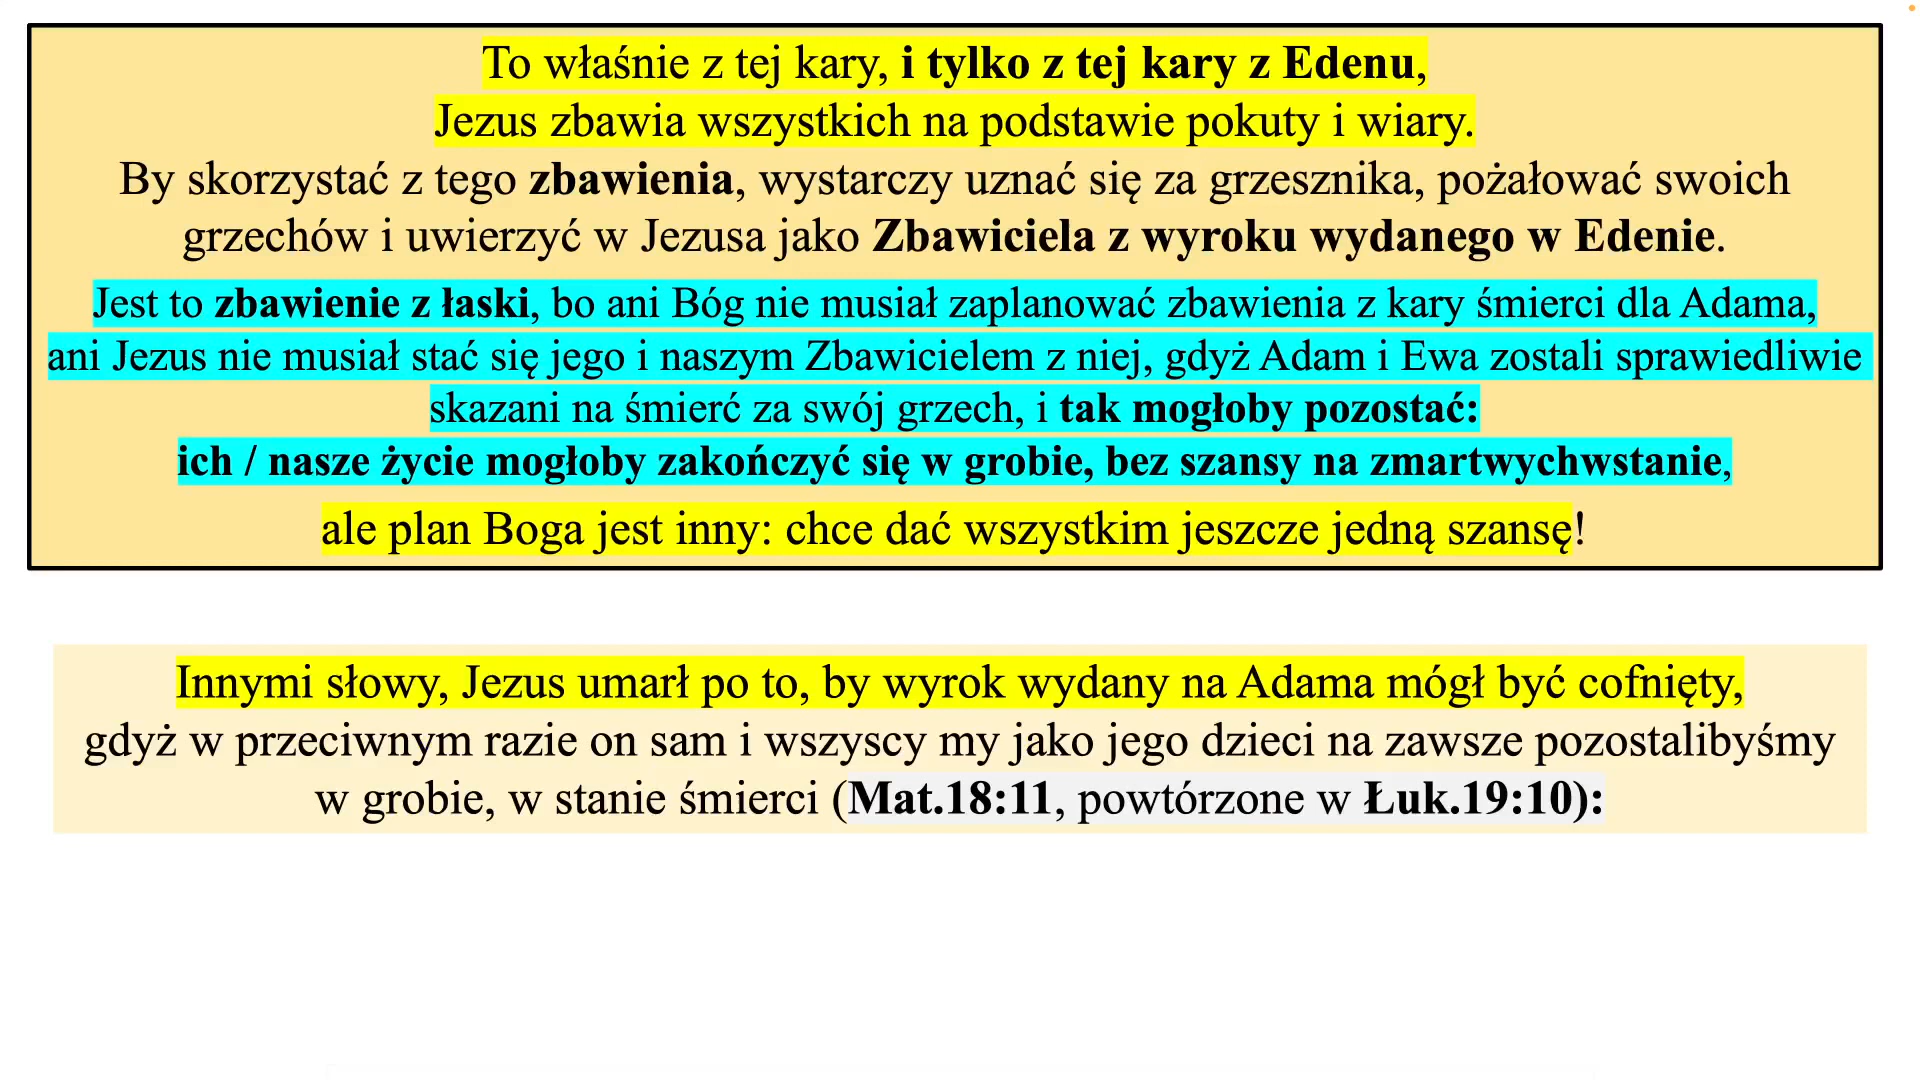 To właśnie z tej kary, i tylko z tej kary z Edenu,
Jezus zbawia wszystkich na podstawie pokuty i wiary.
By skorzystać z tego zbawienia, wystarczy uznać się za grzesznika, pożałować swoich
grzechów i uwierzyć w Jezusa jako Zbawiciela z wyroku wydanego w Edenie.
Jest to zbawienie z łaski, bo ani Bóg nie musiał zaplanować zbawienia z kary śmierci dla Adama,
ani Jezus nie musiał stać się jego i naszym Zbawicielem z niej, gdyż Adam i Ewa zostali sprawiedliwie
skazani na śmierć za swój grzech, i tak mogłoby pozostać:
ich / nasze życie mogłoby zakończyć się w grobie, bez szansy na zmartwychwstanie,
ale plan Boga jest inny: chce dać wszystkim jeszcze jedną szansę!
Innymi słowy, Jezus umarł po to, by wyrok wydany na Adama mógł być cofnięty,
gdyż w przeciwnym razie on sam i wszyscy my jako jego dzieci na zawsze pozostalibyśmy
w grobie, w stanie śmierci (Mat.18:11, powtórzone w Łuk.19:10):